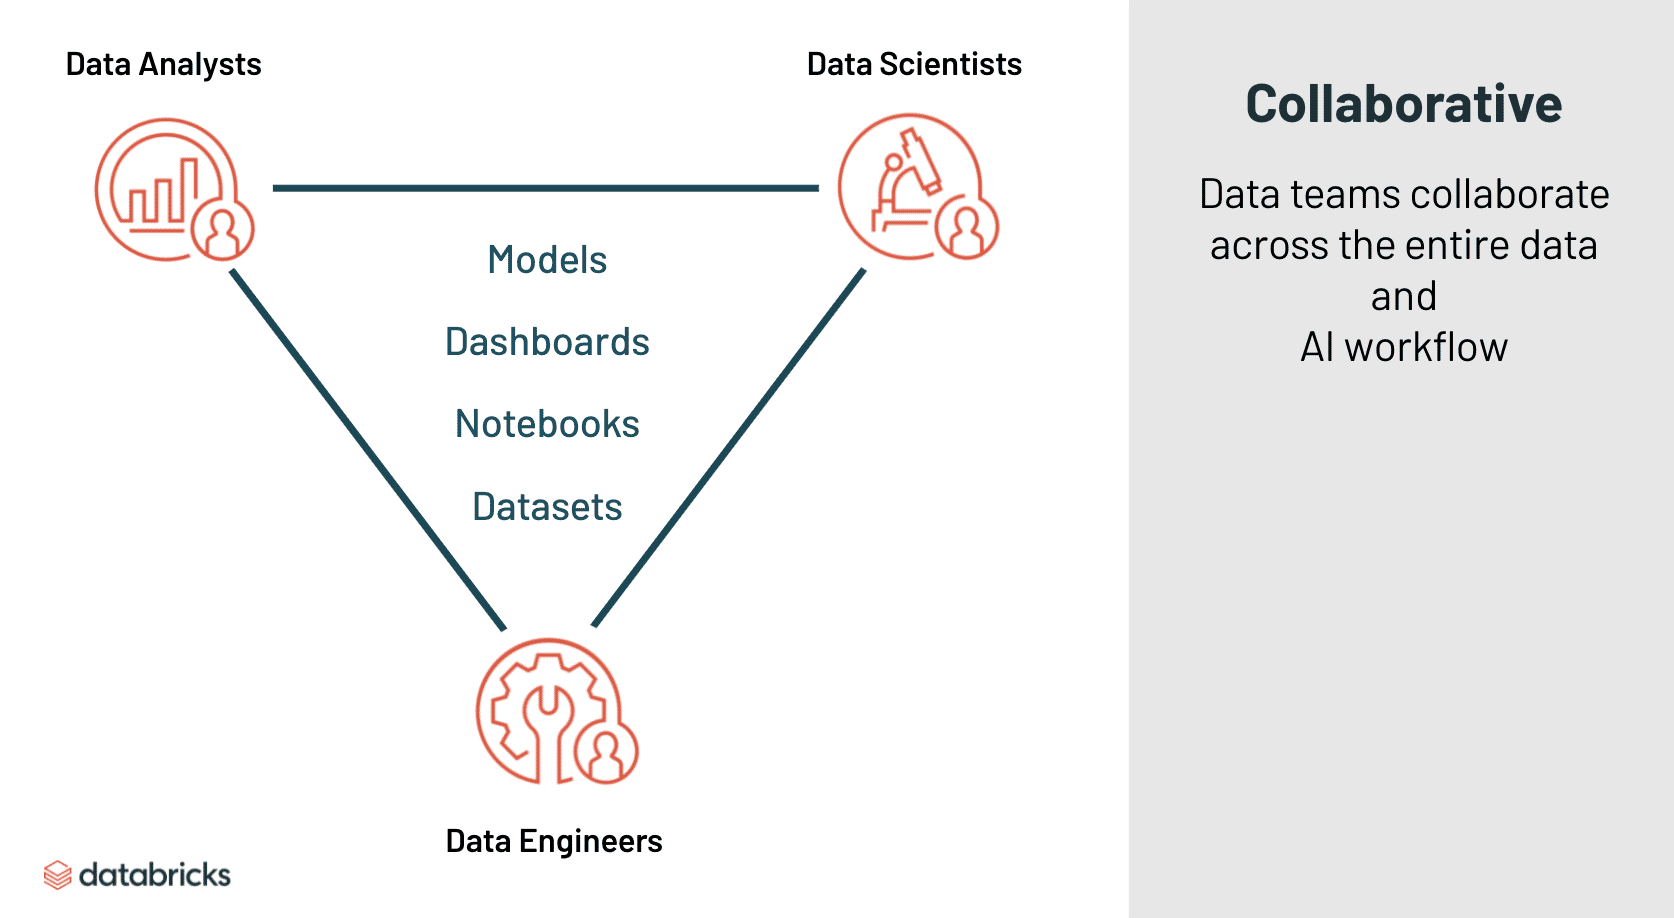 Data Analysts
Data Scientists
Models
Dashboards
Notebooks
Datasets
Data Engineers
databricks
Collaborative
Data teams collaborate
across the entire data
and
AI workflow